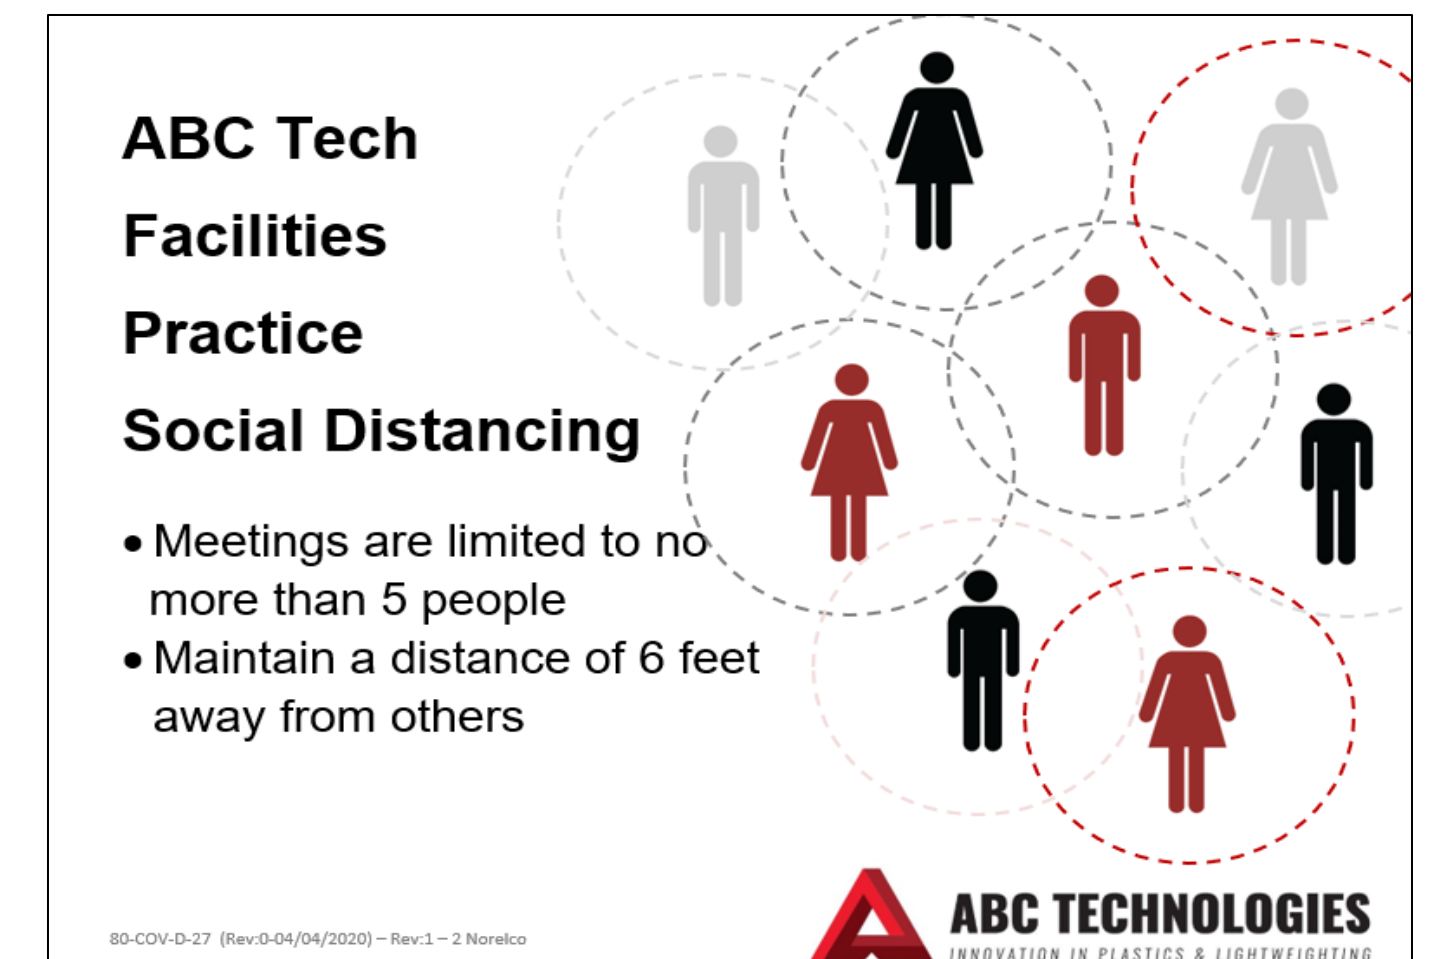 ABC Tech
Facilities
Practice
Social Distancing
• Meetings are limited to no
more than 5 people
• Maintain a distance of 6 feet
away from others
80-COV-D-27 (Rev:0-04/04/2020) – Rev:1 – 2 Norelco
ABC TECHNOLOGIES
INNOVATION IN PLASTICS & LIGHTWEIGHTING